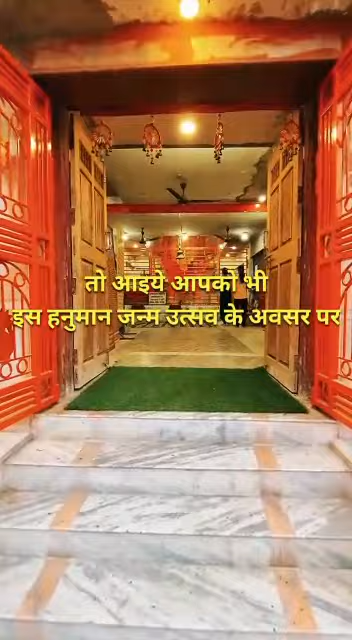 तो आइये आपको भी
इस हनुमान जन्म उत्सव के अवसर पर